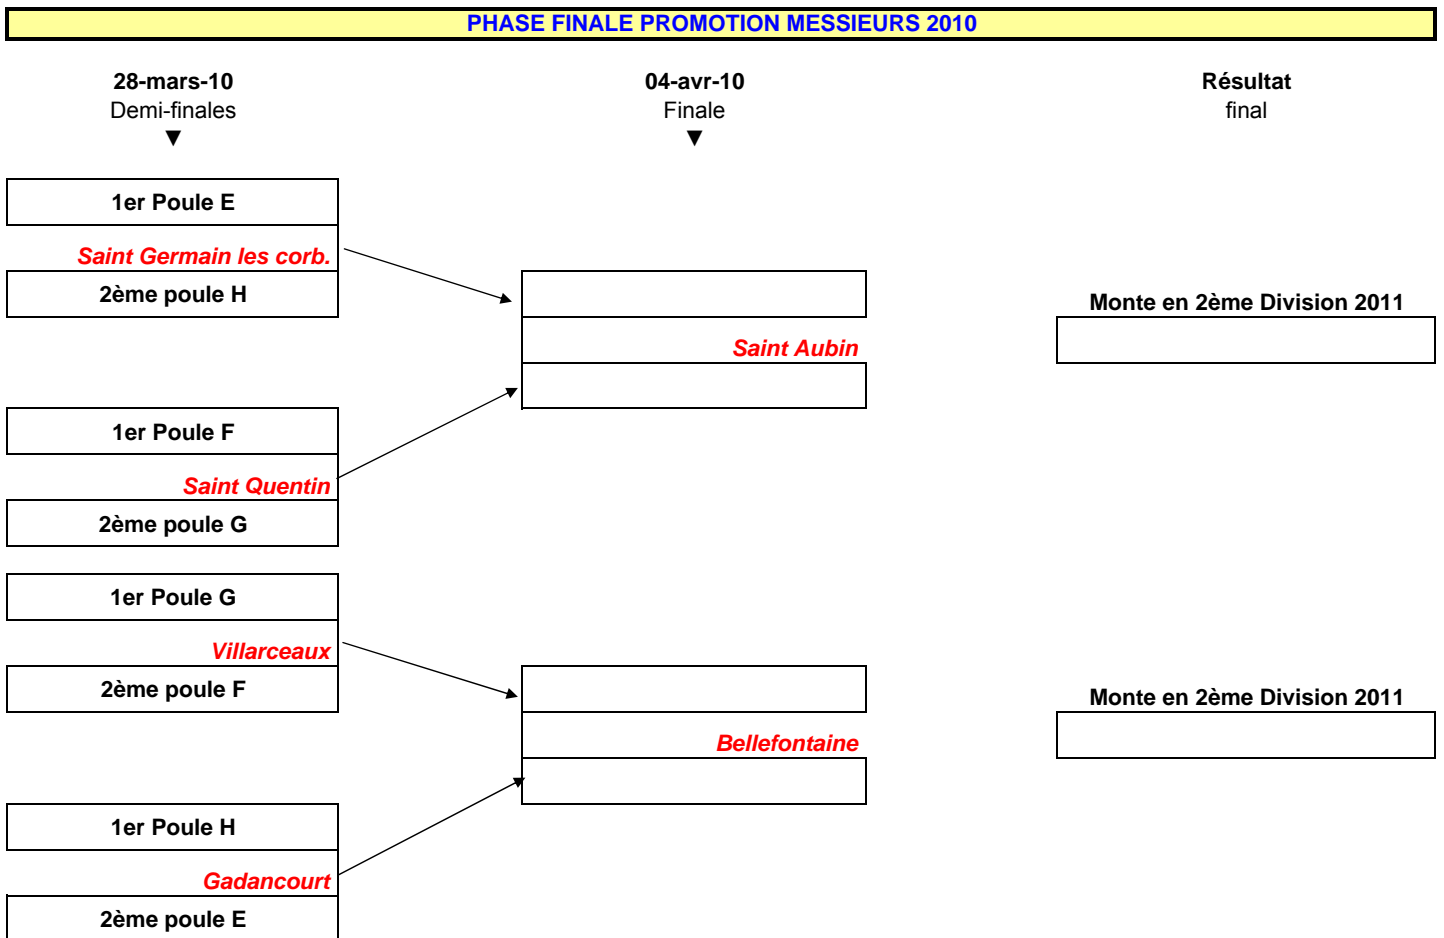 PHASE FINALE PROMOTION MESSIEURS 2010
28-mars-10
Demi-finales
▼
04-avr-10
Finale
▼
Résultat
final
1er Poule E
Saint Germain les corb.
2ème poule H
Saint Aubin
Monte en 2ème Division 2011
1er Poule F
Saint Quentin
2ème poule G
1er Poule G
Villarceaux
2ème poule F
Bellefontaine
Monte en 2ème Division 2011
1er Poule H
Gadancourt
2ème poule E